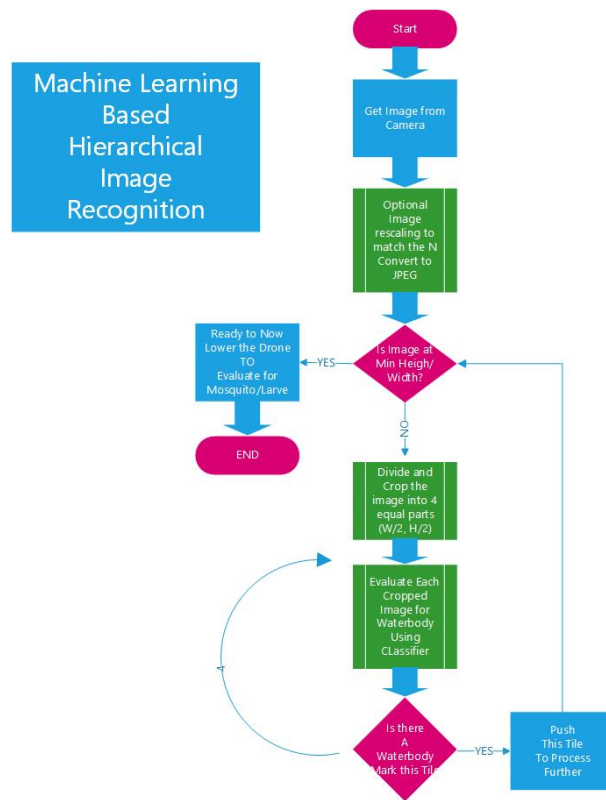 Start
Machine Learning
Based
Hierarchical
Image
Recognition
Get Image from
Camera
Optional
Image
rescaling to
match the N
Convert to
JPEG
Is Image at
Min Heigh/
Width?
YES
Ready to Now
Lower the Drone
TO
Evaluate for
Mosquito/Larve
END
NO
Divide and
Crop the
image into 4
equal parts
(W/2, H/2)
Evaluate Each
Cropped
Image for
Waterbody
Using
CLassifier
4
Is there
A
Waterbody
Mark this Tile
YES
Push
This Tile
To Process
Further